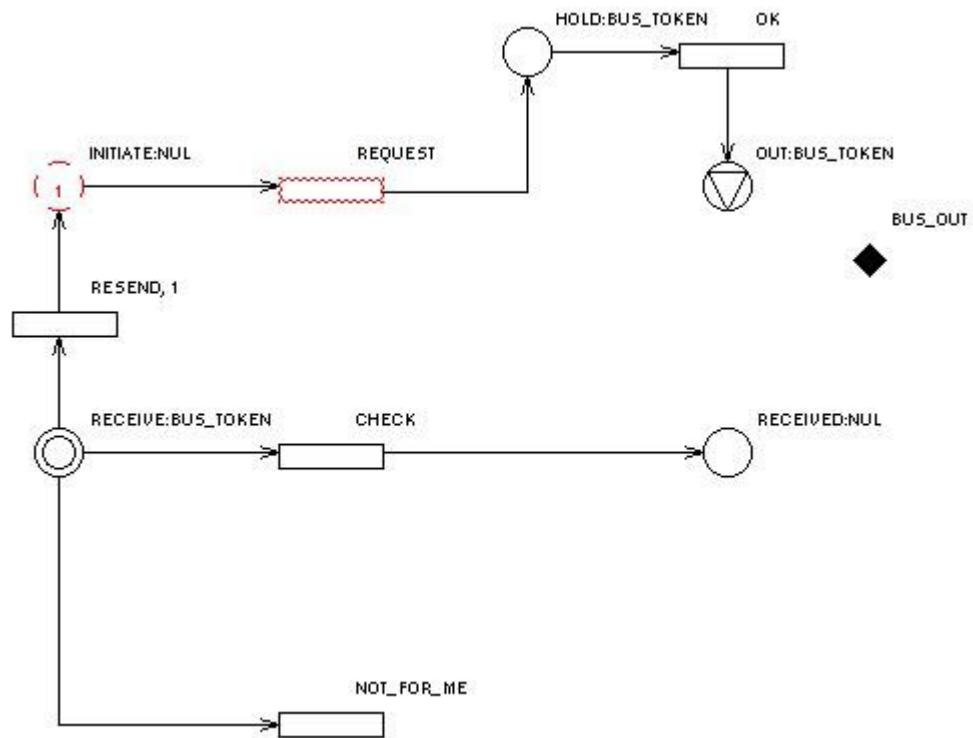 HOLD:BUS_TOKEN
OK
INITIATE:NUL
REQUEST
OUT:BUS_TOKEN
1
BUS_OUT
RESEND, 1
RECEIVE:BUS_TOKEN
CHECK
RECEIVED:NUL
NOT_FOR_ME